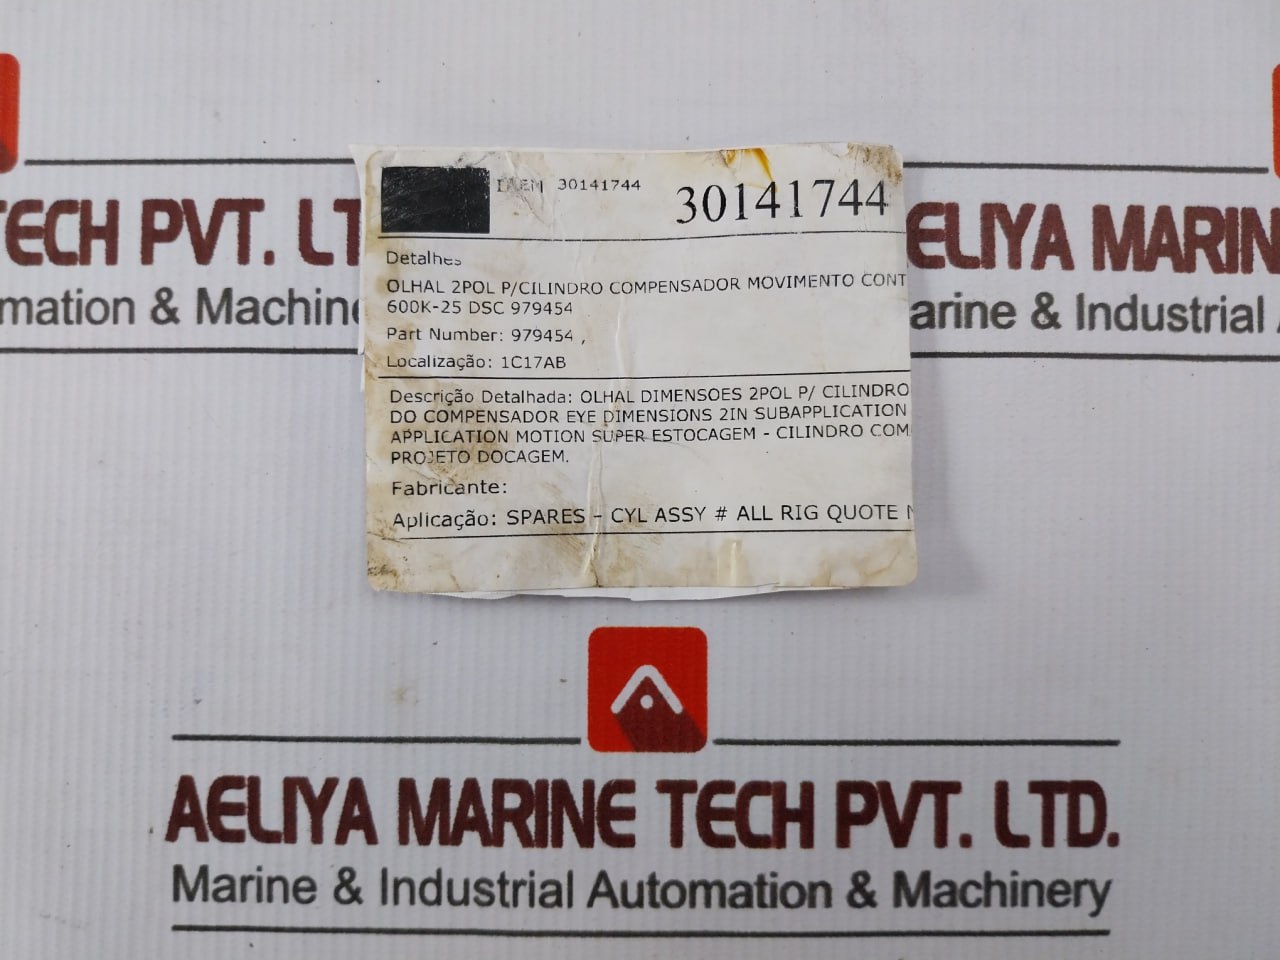 30141744
30141744
Detalhes
OLHAL 2POL P/CILINDRO COMPENSADOR MOVIMENTO CONT
600K-25 DSC 979454
Part Number: 979454 ,
Localização: 1C17AB
Descrição Detalhada: OLHAL DIMENSOES 2POL P/ CILINDRO
DO COMPENSADOR EYE DIMENSIONS 2IN SUBAPPLICATION
APPLICATION MOTION SUPER ESTOCAGEM - CILINDRO COM
PROJETO DOCAGEM.
Fabricante:
Aplicação: SPARES - CYL ASSY # ALL RIG QUOTE N
TECH PVT. LT
mation & Machine
ELIYA MARIN
arine & Industrial
AELIYA MARINE TECH PVT. LTD.
Marine & Industrial Automation & Machinery